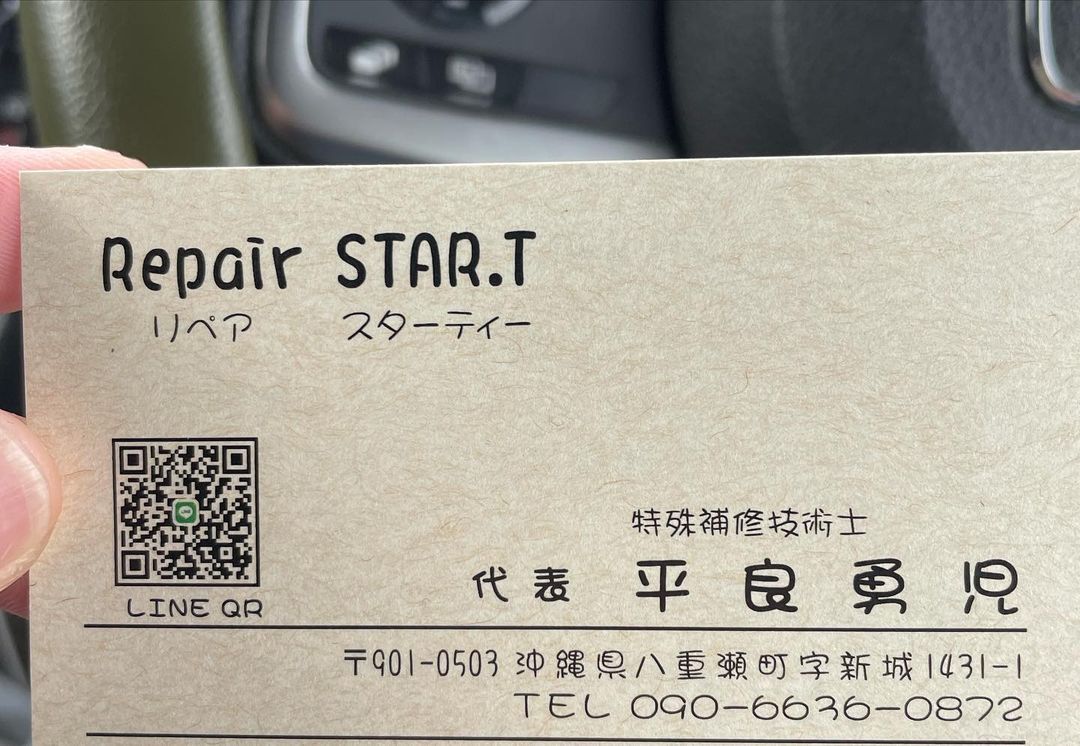 Repair STAR.T
リペア スターティー
特殊補修技術士
代表 平良勇児
LINE QR
〒901-0503 沖縄県八重瀬町字新城1431-1
TEL 090-6636-0872